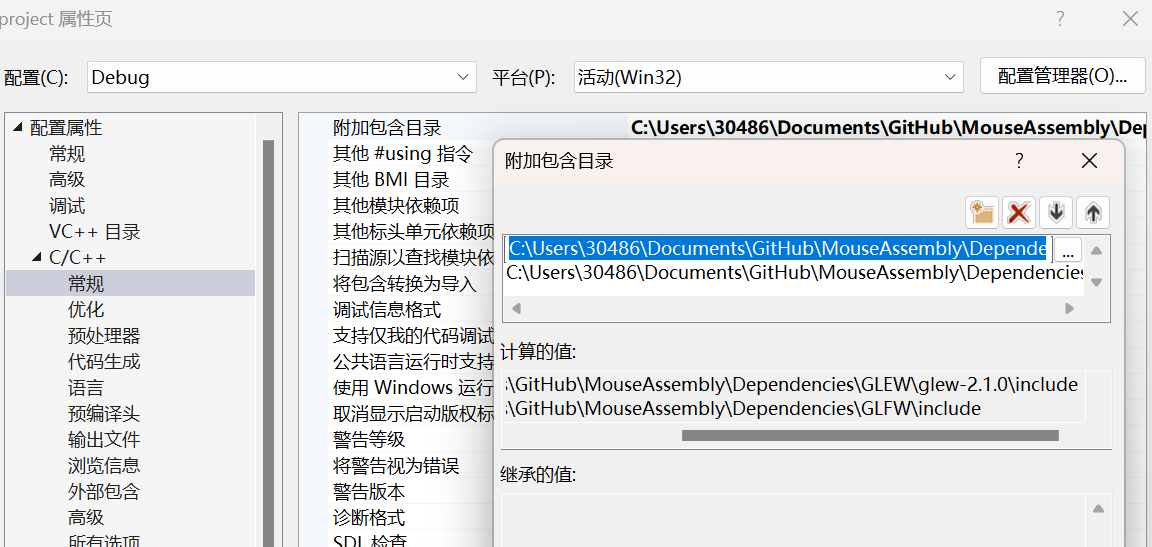 project 属性页
配置(C): Debug 平台(P): 活动(Win32) 配置管理器(O)...
配置属性
常规
高级
调试
VC++ 目录
C/C++
常规
优化
预处理器
代码生成
语言
预编译头
输出文件
浏览信息
外部包含
高级
所有选项
附加包含目录 C:\Users\30486\Documents\GitHub\MouseAssembly\Dep
其他 #using 指令
其他 BMI 目录
其他模块依赖项
其他标头单元依赖项
扫描源以查找模块依
将包含转换为导入
调试信息格式
支持仅我的代码调试
公共语言运行时支持
使用 Windows 运行
取消显示启动版权标
警告等级
将警告视为错误
警告版本
诊断格式
SDL 检查
附加包含目录
C:\Users\30486\Documents\GitHub\MouseAssembly\Depende
...
C:\Users\30486\Documents\GitHub\MouseAssembly\Dependencies
计算的值:
\GitHub\MouseAssembly\Dependencies\GLEW\glew-2.1.0\include
\GitHub\MouseAssembly\Dependencies\GLFW\include
继承的值: